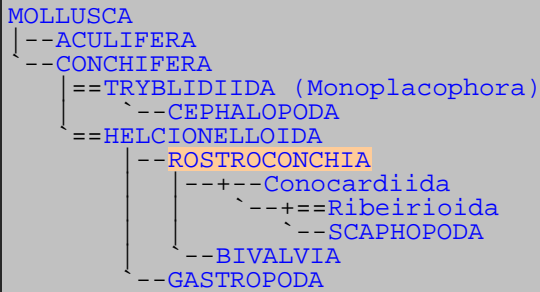 MOLLUSCA
|--ACULIFERA
`--CONCHIFERA
   |==TRYBLIDIIDA (Monoplacophora)
   |  `--CEPHALOPODA
   `==HELCIONELLOIDA
      |--ROSTROCONCHIA
      |  |--+--Conocardiida
      |  |  `--+==Ribeirioida
      |  |     `--SCAPHOPODA
      |  `--BIVALVIA
      `--GASTROPODA